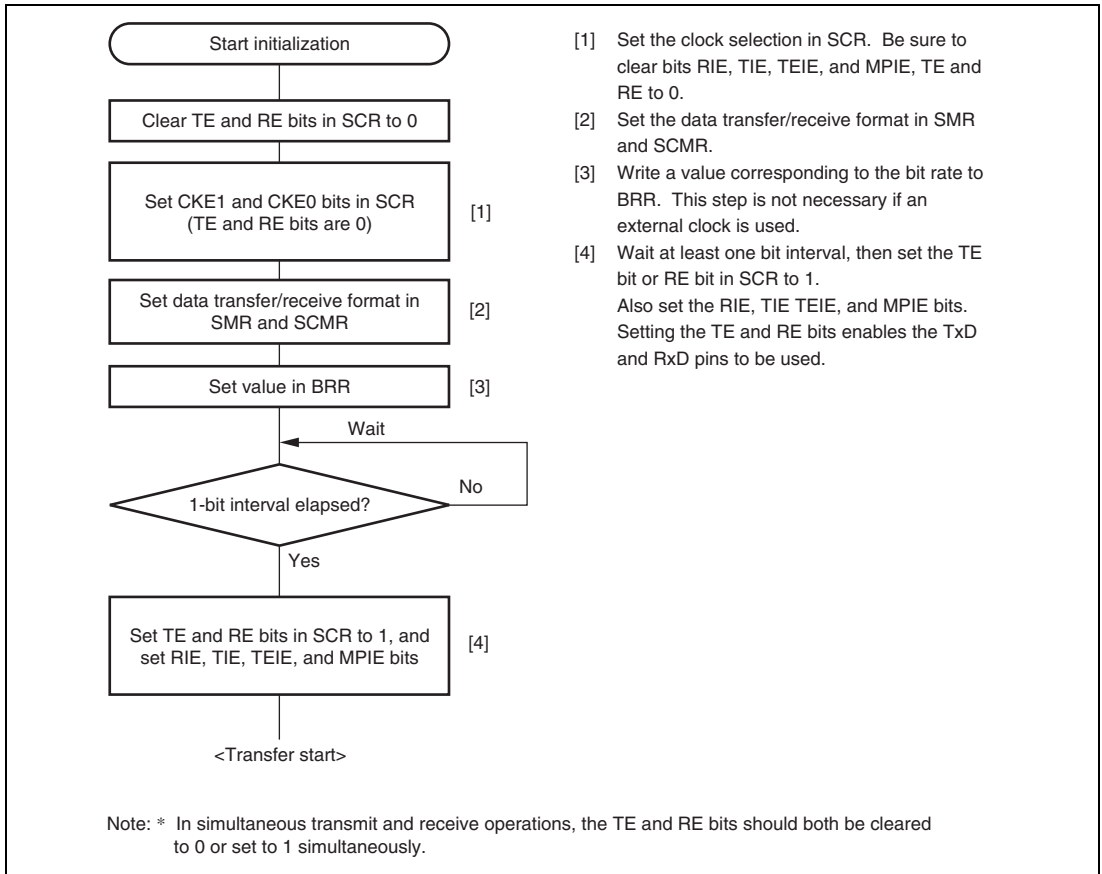 Start initialization
Clear TE and RE bits in SCR to 0
Set CKE1 and CKE0 bits in SCR
(TE and RE bits are 0)
[1]
Set data transfer/receive format in
SMR and SCMR
[2]
Set value in BRR
[3]
Wait
No
1-bit interval elapsed?
Yes
Set TE and RE bits in SCR to 1, and
set RIE, TIE, TEIE, and MPIE bits
[4]
<Transfer start>
[1] Set the clock selection in SCR. Be sure to
clear bits RIE, TIE, TEIE, and MPIE, TE and
RE to 0.
[2] Set the data transfer/receive format in SMR
and SCMR.
[3] Write a value corresponding to the bit rate to
BRR. This step is not necessary if an
external clock is used.
[4] Wait at least one bit interval, then set the TE
bit or RE bit in SCR to 1.
Also set the RIE, TIE TEIE, and MPIE bits.
Setting the TE and RE bits enables the TxD
and RxD pins to be used.
Note: * In simultaneous transmit and receive operations, the TE and RE bits should both be cleared
to 0 or set to 1 simultaneously.